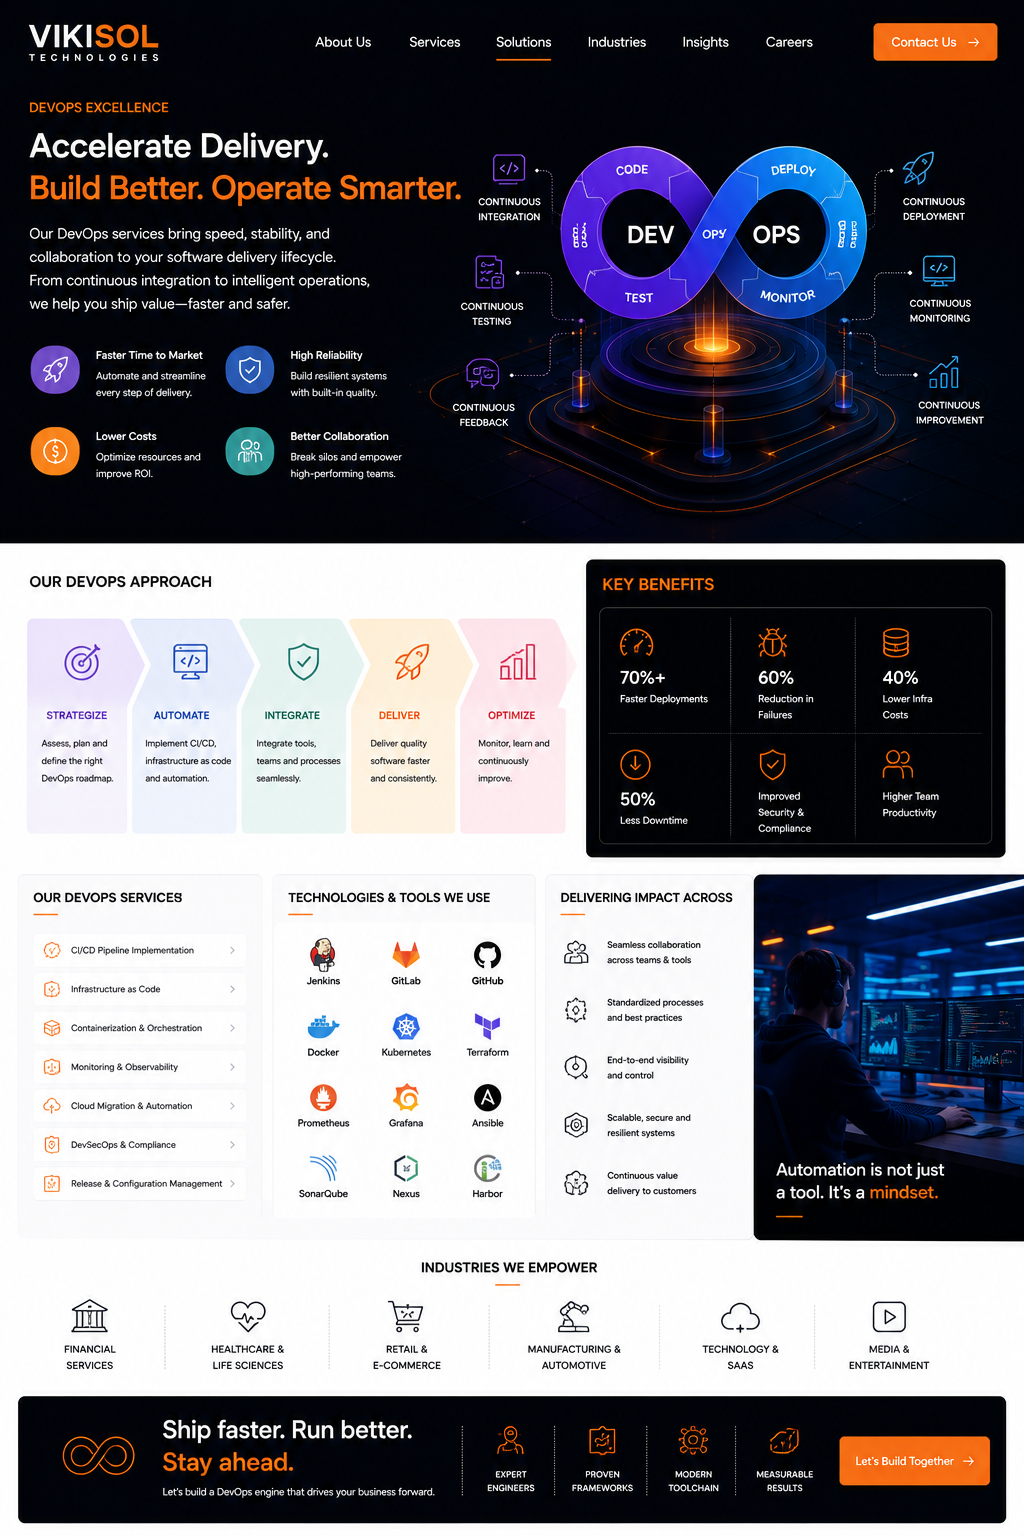 VIKISOL
TECHNOLOGIES
About Us
Services
Solutions
Industries
Insights
Careers
Contact Us
DEVOPS EXCELLENCE
Accelerate Delivery.
Build Better. Operate Smarter.
Our DevOps services bring speed, stability, and
collaboration to your software delivery lifecycle.
From continuous integration to intelligent operations,
we help you ship value—faster and safer.
Faster Time to Market
Automate and streamline
every step of delivery.
High Reliability
Build resilient systems
with built-in quality.
Lower Costs
Optimize resources and
improve ROI.
Better Collaboration
Break silos and empower
high-performing teams.
CONTINUOUS
INTEGRATION
CONTINUOUS
TESTING
CONTINUOUS
FEEDBACK
CODE
DEV
TEST
DEPLOY
OPS
MONITOR
CONTINUOUS
DEPLOYMENT
CONTINUOUS
MONITORING
CONTINUOUS
IMPROVEMENT
OUR DEVOPS APPROACH
STRATEGIZE
Assess, plan and
define the right
DevOps roadmap.
AUTOMATE
Implement CI/CD,
infrastructure as code
and automation.
INTEGRATE
Integrate tools,
teams and processes
seamlessly.
DELIVER
Deliver quality
software faster
and consistently.
OPTIMIZE
Monitor, learn and
continuously
improve.
KEY BENEFITS
70%+
Faster Deployments
60%
Reduction in
Failures
40%
Lower Infra
Costs
50%
Less Downtime
Improved
Security &
Compliance
Higher Team
Productivity
OUR DEVOPS SERVICES
CI/CD Pipeline Implementation
Infrastructure as Code
Containerization & Orchestration
Monitoring & Observability
Cloud Migration & Automation
DevSecOps & Compliance
Release & Configuration Management
TECHNOLOGIES & TOOLS WE USE
Jenkins
GitLab
GitHub
Docker
Kubernetes
Terraform
Prometheus
Grafana
Ansible
SonarQube
Nexus
Harbor
DELIVERING IMPACT ACROSS
Seamless collaboration
across teams & tools
Standardized processes
and best practices
End-to-end visibility
and control
Scalable, secure and
resilient systems
Continuous value
delivery to customers
Automation is not just
a tool. It's a mindset.
INDUSTRIES WE EMPOWER
FINANCIAL
SERVICES
HEALTHCARE &
LIFE SCIENCES
RETAIL &
E-COMMERCE
MANUFACTURING &
AUTOMOTIVE
TECHNOLOGY &
SAAS
MEDIA &
ENTERTAINMENT
Ship faster. Run better.
Stay ahead.
Let's build a DevOps engine that drives your business forward.
EXPERT
ENGINEERS
PROVEN
FRAMEWORKS
MODERN
TOOLCHAIN
MEASURABLE
RESULTS
Let's Build Together